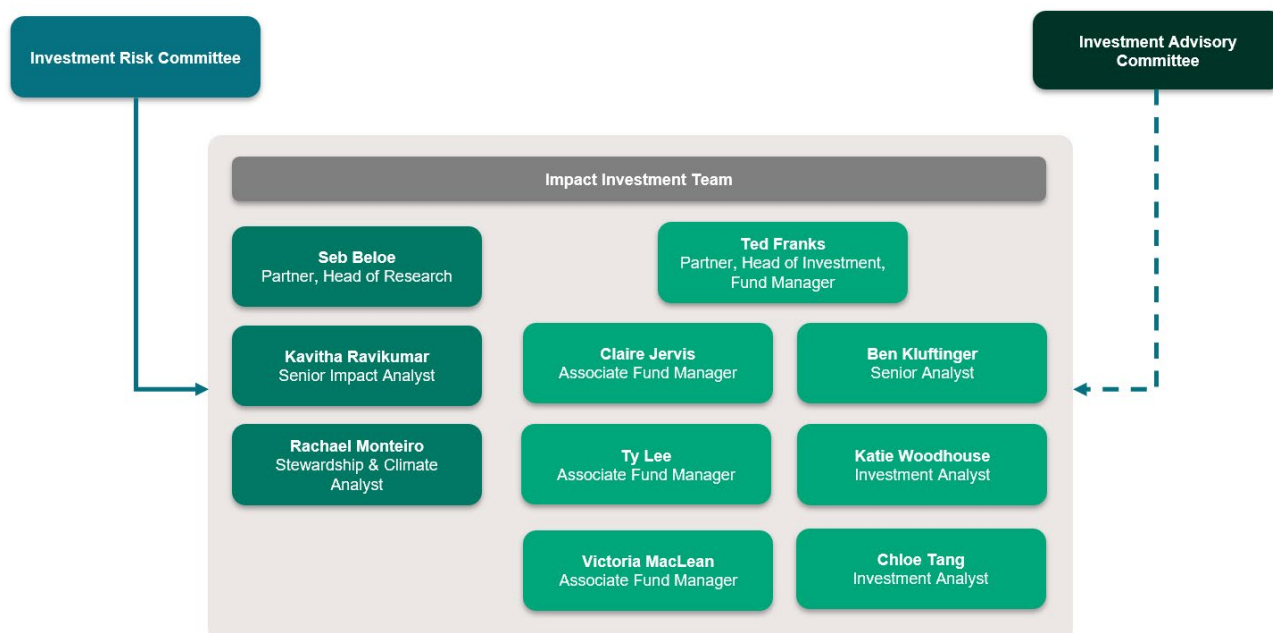 Investment Risk Committee
Investment Advisory
Committee
Impact Investment Team
Seb Beloe
Partner, Head of Research
Ted Franks
Partner, Head of Investment,
Fund Manager
Kavitha Ravikumar
Senior Impact Analyst
Claire Jervis
Associate Fund Manager
Ben Kluftinger
Senior Analyst
Rachael Monteiro
Stewardship & Climate
Analyst
Ty Lee
Associate Fund Manager
Katie Woodhouse
Investment Analyst
Victoria MacLean
Associate Fund Manager
Chloe Tang
Investment Analyst